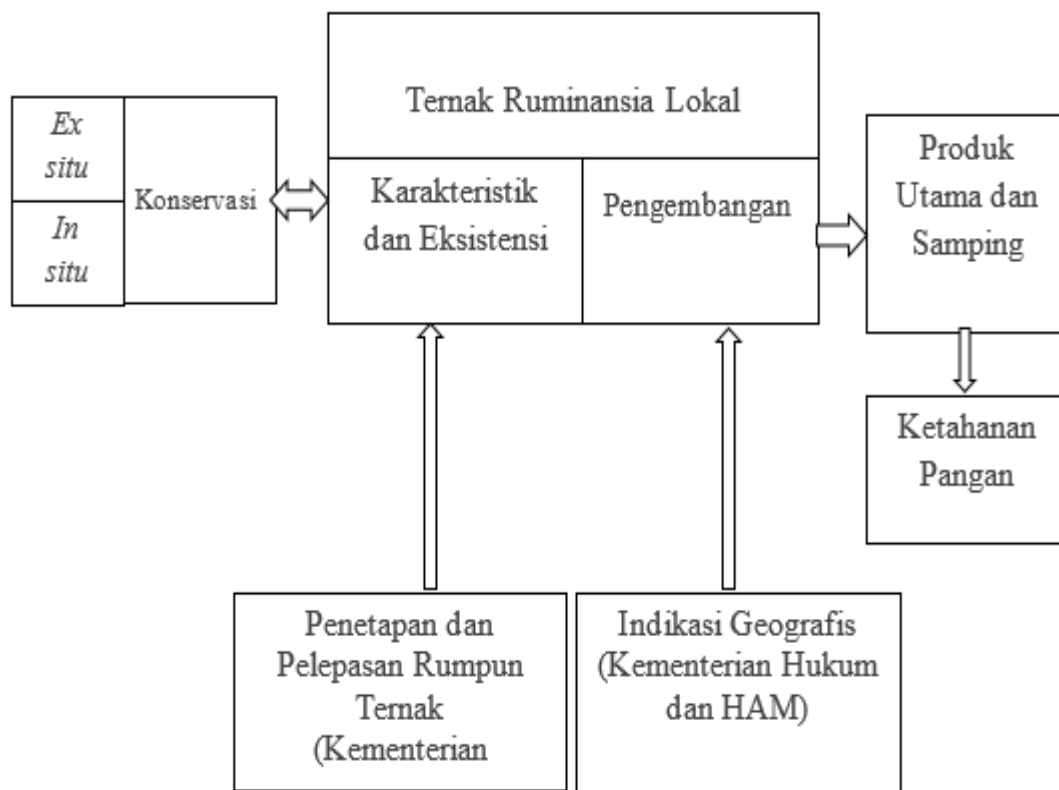 Ternak Ruminansia Lokal
Ex
situ
In
situ
Konservasi
Karakteristik
dan Eksistensi
Pengembangan
Produk
Utama dan
Samping
Ketahanan
Pangan
Penetapan dan
Pelepasan Rumpun
Ternak
(Kementerian
Indikasi Geografis
(Kementerian Hukum
dan HAM)